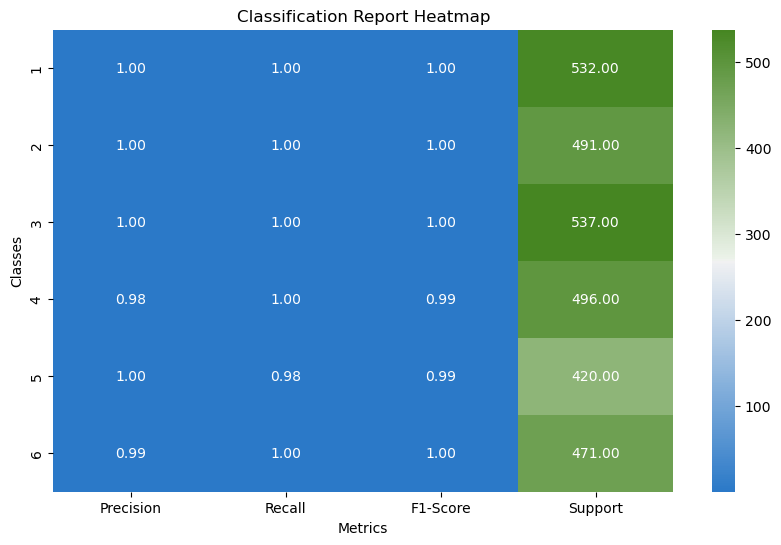 Classification Report Heatmap
Classes
1 1.00 1.00 1.00 532.00
2 1.00 1.00 1.00 491.00
3 1.00 1.00 1.00 537.00
4 0.98 1.00 0.99 496.00
5 1.00 0.98 0.99 420.00
6 0.99 1.00 1.00 471.00
Precision Recall F1-Score Support
Metrics
500
400
300
200
100